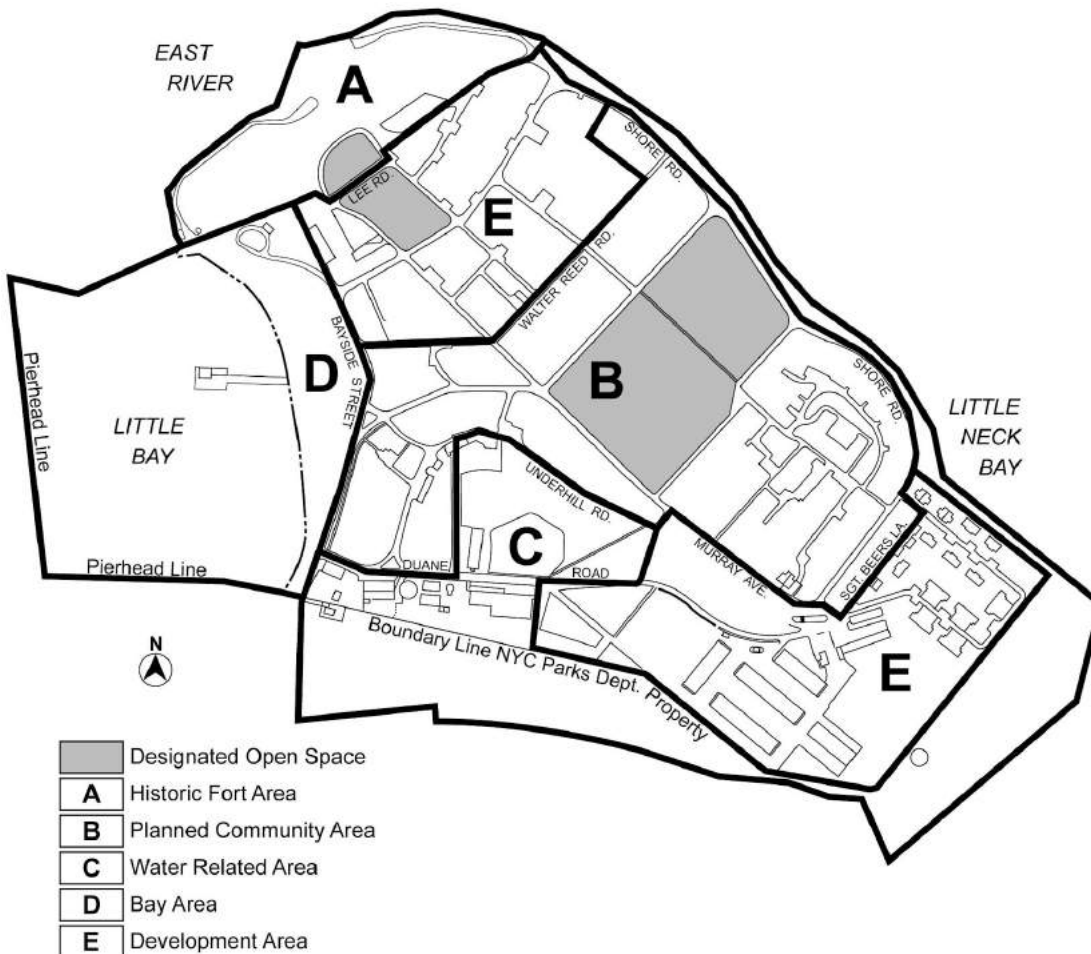 EAST
RIVER
A
SHORE RD.
LEE RD.
E
WALTER REED RD.
BAYSIDE STREET
D
B
SHORE RD.
Pierhead Line
LITTLE
BAY
LITTLE
NECK
BAY
UNDERHILL RD.
C
MURRAY AVE.
SGT. BEERS LA.
DUANE ROAD
Pierhead Line
Boundary Line NYC Parks Dept. Property
E
N
Designated Open Space
A Historic Fort Area
B Planned Community Area
C Water Related Area
D Bay Area
E Development Area